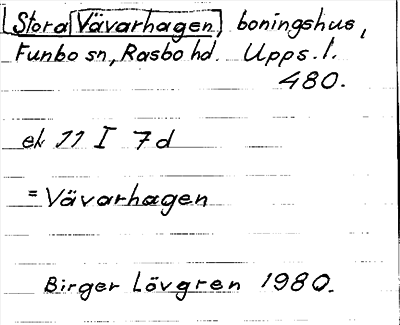 Stora Vävarhagen, boningshus,
Funbo sn, Rasbo hd. Upps. l.
480.
ek 11 I 7d
= Vävarhagen
Birger Lövgren 1980.